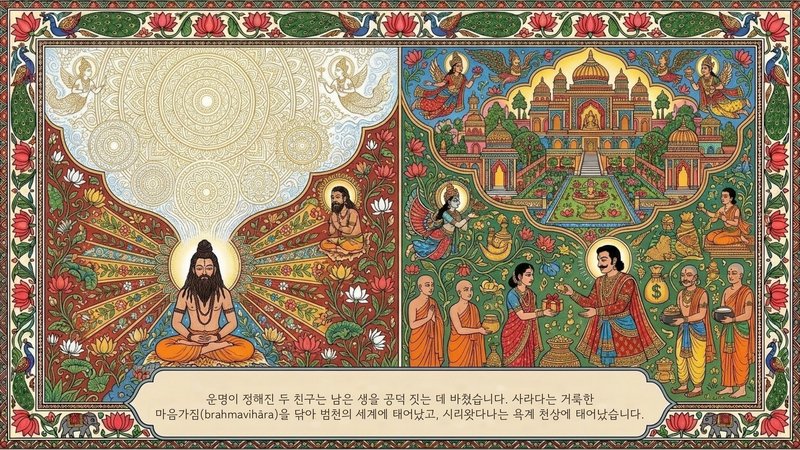 운명이 정해진 두 친구는 남은 생을 공덕 짓는 데 바쳤습니다. 사라다는 거룩한
마음가짐(brahmavihāra)을 닦아 범천의 세계에 태어났고, 시리왓다나는 욕계 천상에 태어났습니다.
$